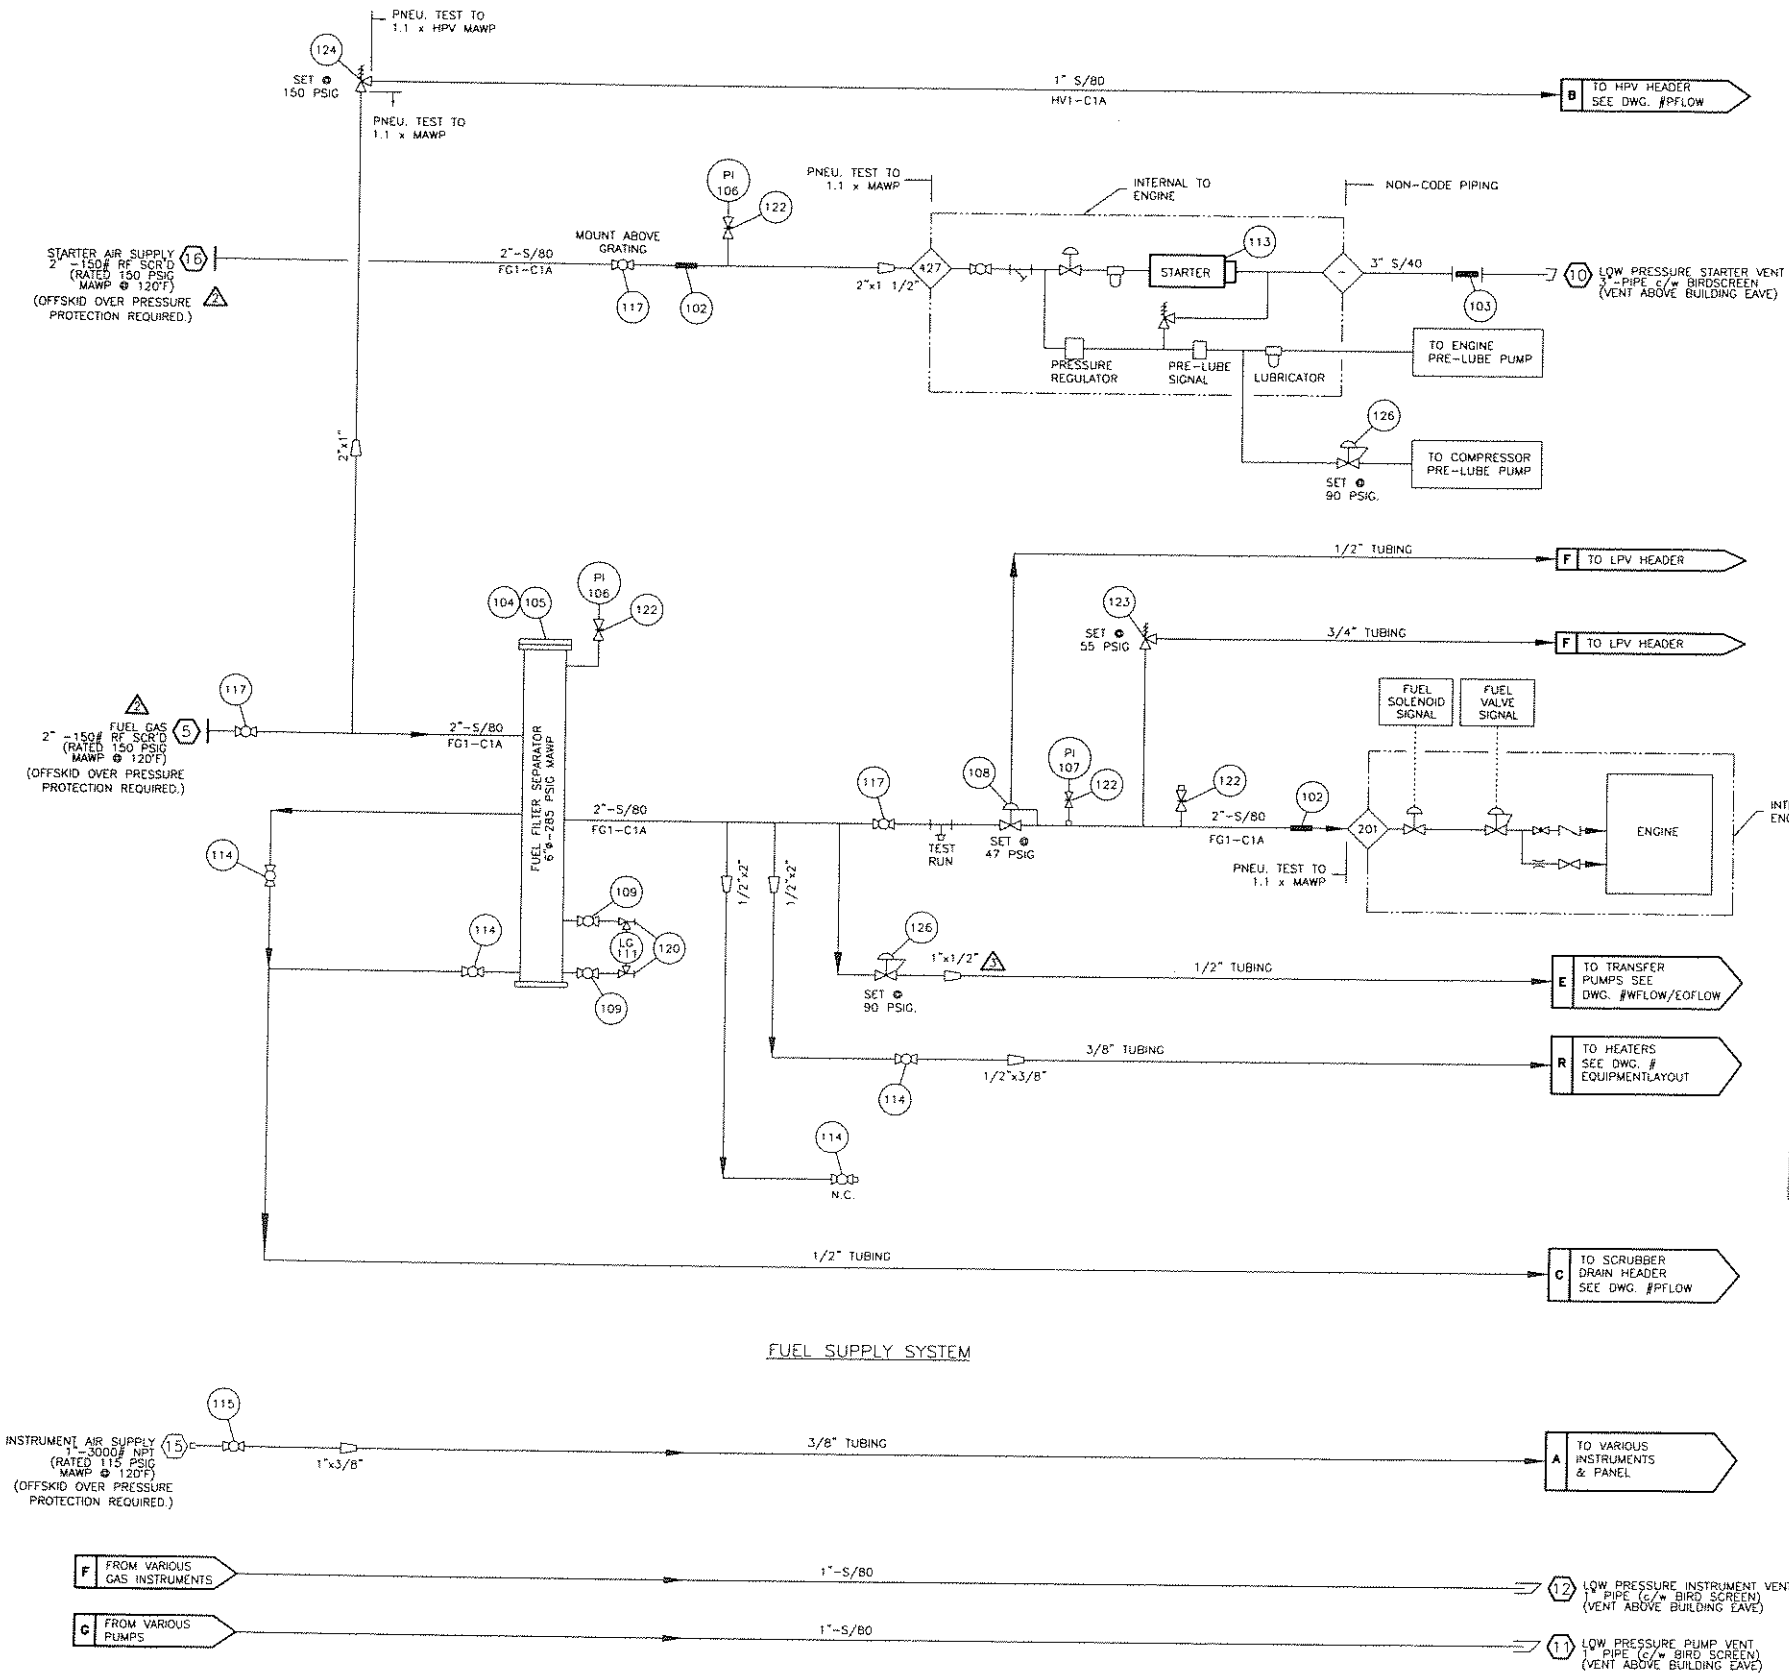 PNEU. TEST TO
1.1 x HPV MAWP
124
SET @
150 PSIG
PNEU. TEST TO
1.1 x MAWP
1" S/80
HV1-C1A
B
TO HPV HEADER
SEE DWG. #PFLOW
STARTER AIR SUPPLY
2" -150# RF SCR'D
(RATED 150 PSIG
MAWP @ 120°F)
(OFFSKID OVER PRESSURE
PROTECTION REQUIRED.)
16
2
2"-S/80
FG1-C1A
MOUNT ABOVE
GRATING
117
102
PI
106
122
PNEU. TEST TO
1.1 x MAWP
2"x1 1/2"
427
INTERNAL TO
ENGINE
STARTER
113
NON-CODE PIPING
-
3" S/40
103
10
LOW PRESSURE STARTER VENT
3"-PIPE c/w BIRDSCREEN
(VENT ABOVE BUILDING EAVE)
PRESSURE
REGULATOR
PRE-LUBE
SIGNAL
LUBRICATOR
TO ENGINE
PRE-LUBE PUMP
126
SET @
90 PSIG.
TO COMPRESSOR
PRE-LUBE PUMP
2"x1"
1/2" TUBING
F
TO LPV HEADER
104
105
PI
106
122
123
SET @
55 PSIG
3/4" TUBING
F
TO LPV HEADER
117
2
FUEL GAS
2" -150# RF SCR'D
(RATED 150 PSIG
MAWP @ 120°F)
(OFFSKID OVER PRESSURE
PROTECTION REQUIRED.)
5
2"-S/80
FG1-C1A
FUEL FILTER SEPARATOR
6"ø-285 PSIG MAWP
FUEL
SOLENOID
SIGNAL
FUEL
VALVE
SIGNAL
2"-S/80
FG1-C1A
117
TEST
RUN
108
SET @
47 PSIG
PI
107
122
122
2"-S/80
FG1-C1A
102
201
PNEU. TEST TO
1.1 x MAWP
ENGINE
114
1/2"x2"
1/2"x2"
109
LG
111
120
109
114
126
SET @
90 PSIG.
1"x1/2"
3
1/2" TUBING
E
TO TRANSFER
PUMPS SEE
DWG. #WFLOW/EOFLOW
114
1/2"x3/8"
3/8" TUBING
R
TO HEATERS
SEE DWG. #
EQUIPMENTLAYOUT
114
N.C.
1/2" TUBING
C
TO SCRUBBER
DRAIN HEADER
SEE DWG. #PFLOW
FUEL SUPPLY SYSTEM
115
INSTRUMENT AIR SUPPLY
1"-3000# NPT
(RATED 115 PSIG
MAWP @ 120°F)
(OFFSKID OVER PRESSURE
PROTECTION REQUIRED.)
15
1"x3/8"
3/8" TUBING
A
TO VARIOUS
INSTRUMENTS
& PANEL
F
FROM VARIOUS
GAS INSTRUMENTS
1"-S/80
12
LOW PRESSURE INSTRUMENT VENT
1" PIPE (c/w BIRD SCREEN)
(VENT ABOVE BUILDING EAVE)
G
FROM VARIOUS
PUMPS
1"-S/80
11
LOW PRESSURE PUMP VENT
1" PIPE (c/w BIRD SCREEN)
(VENT ABOVE BUILDING EAVE)